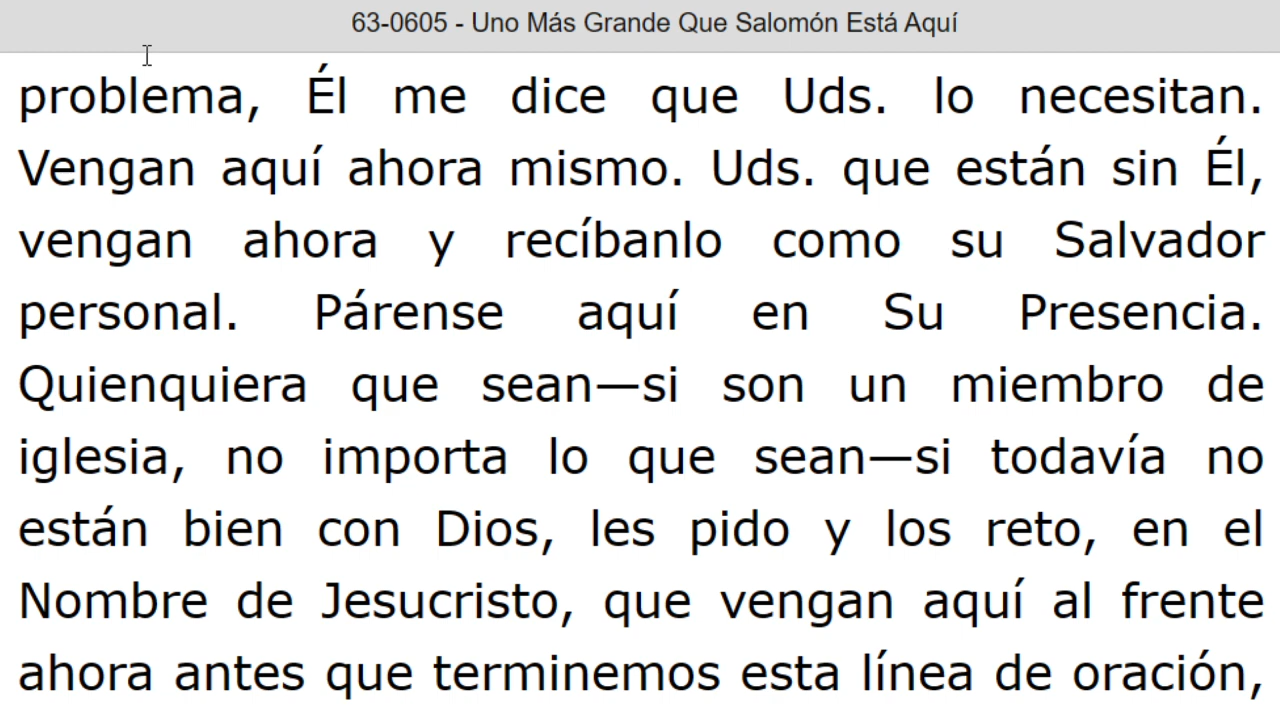 63-0605 - Uno Más Grande Que Salomón Está Aquí
problema, Él me dice que Uds. lo necesitan.
Vengan aquí ahora mismo. Uds. que están sin Él,
vengan ahora y recíbanlo como su Salvador
personal. Párense aquí en Su Presencia.
Quienquiera que sean—si son un miembro de
iglesia, no importa lo que sean—si todavía no
están bien con Dios, les pido y los reto, en el
Nombre de Jesucristo, que vengan aquí al frente
ahora antes que terminemos esta línea de oración,